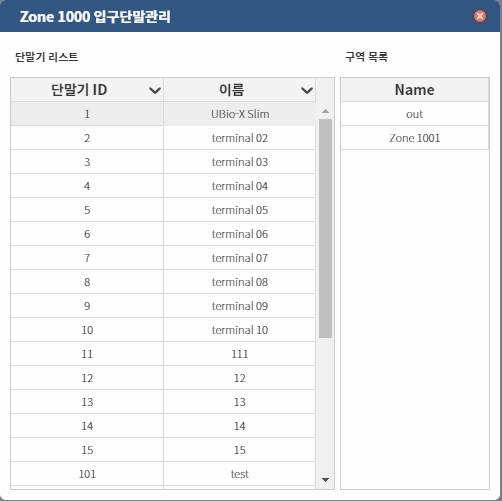 Zone 1000 입구단말관리
단말기 리스트
구역 목록
단말기 ID 이름
Name
1 UBio-X Slim
out
2 terminal 02
Zone 1001
3 terminal 03
4 terminal 04
5 terminal 05
6 terminal 06
7 terminal 07
8 terminal 08
9 terminal 09
10 terminal 10
11 111
12 12
13 13
14 14
15 15
101 test